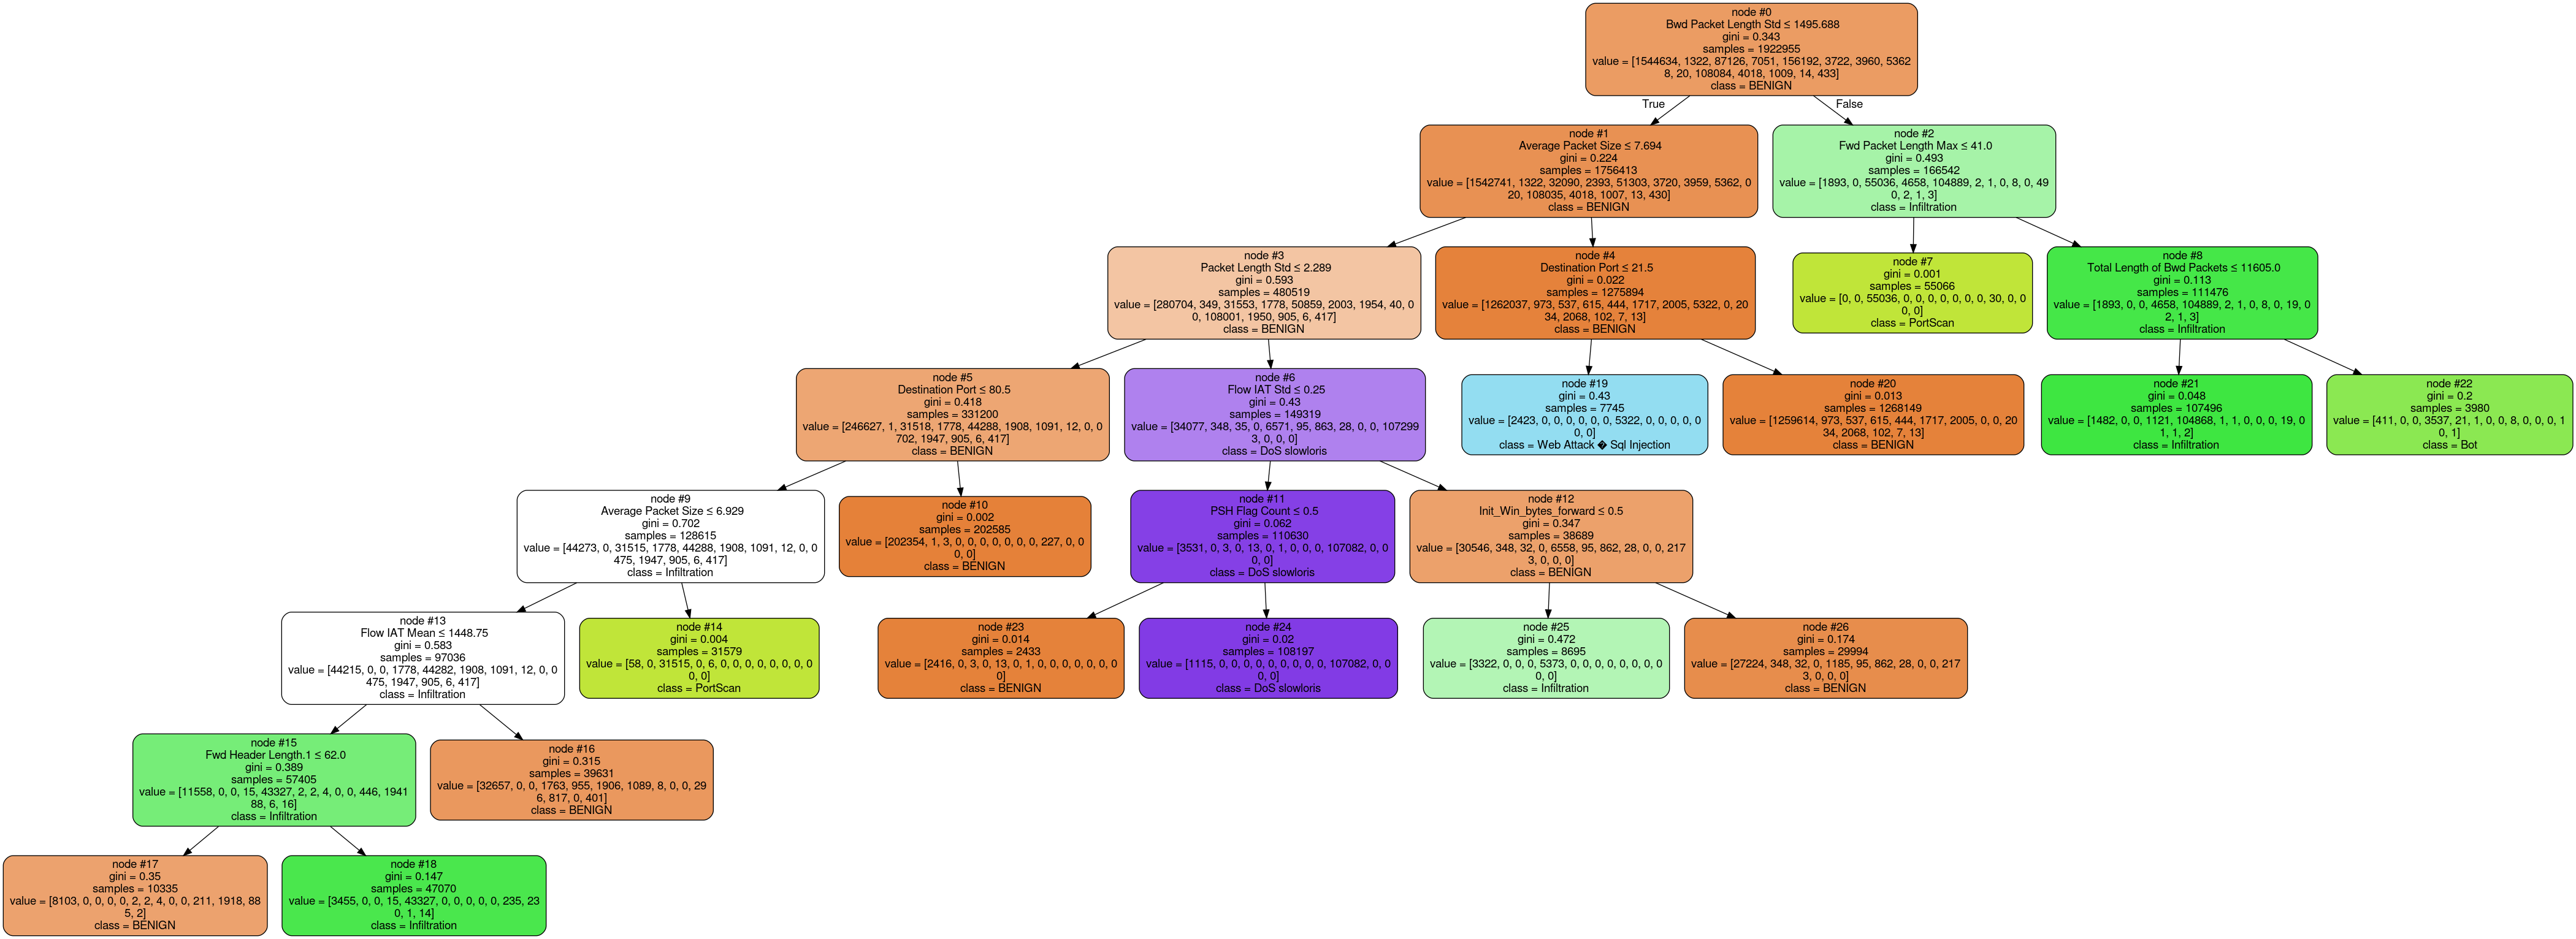 node #0
Bwd Packet Length Std ≤ 1495.688
gini = 0.343
samples = 1922955
value = [1544634, 1322, 87126, 7051, 156192, 3722, 3960, 5362
8, 20, 108084, 4018, 1009, 14, 433]
class = BENIGN
True
False
node #1
Average Packet Size ≤ 7.694
gini = 0.224
samples = 1756413
value = [1542741, 1322, 32090, 2393, 51303, 3720, 3959, 5362, 0
20, 108035, 4018, 1007, 13, 430]
class = BENIGN
node #2
Fwd Packet Length Max ≤ 41.0
gini = 0.493
samples = 166542
value = [1893, 0, 55036, 4658, 104889, 2, 1, 0, 8, 0, 49
0, 2, 1, 3]
class = Infiltration
node #3
Packet Length Std ≤ 2.289
gini = 0.593
samples = 480519
value = [280704, 349, 31553, 1778, 50859, 2003, 1954, 40, 0
0, 108001, 1950, 905, 6, 417]
class = BENIGN
node #4
Destination Port ≤ 21.5
gini = 0.022
samples = 1275894
value = [1262037, 973, 537, 615, 444, 1717, 2005, 5322, 0, 20
34, 2068, 102, 7, 13]
class = BENIGN
node #7
gini = 0.001
samples = 55066
value = [0, 0, 55036, 0, 0, 0, 0, 0, 0, 0, 30, 0, 0
0, 0]
class = PortScan
node #8
Total Length of Bwd Packets ≤ 11605.0
gini = 0.113
samples = 111476
value = [1893, 0, 0, 4658, 104889, 2, 1, 0, 8, 0, 19, 0
2, 1, 3]
class = Infiltration
node #5
Destination Port ≤ 80.5
gini = 0.418
samples = 331200
value = [246627, 1, 31518, 1778, 44288, 1908, 1091, 12, 0, 0
702, 1947, 905, 6, 417]
class = BENIGN
node #6
Flow IAT Std ≤ 0.25
gini = 0.43
samples = 149319
value = [34077, 348, 35, 0, 6571, 95, 863, 28, 0, 0, 107299
3, 0, 0, 0]
class = DoS slowloris
node #19
gini = 0.43
samples = 7745
value = [2423, 0, 0, 0, 0, 0, 0, 5322, 0, 0, 0, 0, 0
0, 0]
class = Web Attack � Sql Injection
node #20
gini = 0.013
samples = 1268149
value = [1259614, 973, 537, 615, 444, 1717, 2005, 0, 0, 20
34, 2068, 102, 7, 13]
class = BENIGN
node #21
gini = 0.048
samples = 107496
value = [1482, 0, 0, 1121, 104868, 1, 1, 0, 0, 0, 19, 0
1, 1, 2]
class = Infiltration
node #22
gini = 0.2
samples = 3980
value = [411, 0, 0, 3537, 21, 1, 0, 0, 8, 0, 0, 0, 1
0, 1]
class = Bot
node #9
Average Packet Size ≤ 6.929
gini = 0.702
samples = 128615
value = [44273, 0, 31515, 1778, 44288, 1908, 1091, 12, 0, 0
475, 1947, 905, 6, 417]
class = Infiltration
node #10
gini = 0.002
samples = 202585
value = [202354, 1, 3, 0, 0, 0, 0, 0, 0, 0, 227, 0, 0
0, 0]
class = BENIGN
node #11
PSH Flag Count ≤ 0.5
gini = 0.062
samples = 110630
value = [3531, 0, 3, 0, 13, 0, 1, 0, 0, 0, 107082, 0, 0
0, 0]
class = DoS slowloris
node #12
Init_Win_bytes_forward ≤ 0.5
gini = 0.347
samples = 38689
value = [30546, 348, 32, 0, 6558, 95, 862, 28, 0, 0, 217
3, 0, 0, 0]
class = BENIGN
node #13
Flow IAT Mean ≤ 1448.75
gini = 0.583
samples = 97036
value = [44215, 0, 0, 1778, 44282, 1908, 1091, 12, 0, 0
475, 1947, 905, 6, 417]
class = Infiltration
node #14
gini = 0.004
samples = 31579
value = [58, 0, 31515, 0, 6, 0, 0, 0, 0, 0, 0, 0, 0
0, 0]
class = PortScan
node #23
gini = 0.014
samples = 2433
value = [2416, 0, 3, 0, 13, 0, 1, 0, 0, 0, 0, 0, 0, 0
0]
class = BENIGN
node #24
gini = 0.02
samples = 108197
value = [1115, 0, 0, 0, 0, 0, 0, 0, 0, 0, 107082, 0, 0
0, 0]
class = DoS slowloris
node #25
gini = 0.472
samples = 8695
value = [3322, 0, 0, 0, 5373, 0, 0, 0, 0, 0, 0, 0, 0
0, 0]
class = Infiltration
node #26
gini = 0.174
samples = 29994
value = [27224, 348, 32, 0, 1185, 95, 862, 28, 0, 0, 217
3, 0, 0, 0]
class = BENIGN
node #15
Fwd Header Length.1 ≤ 62.0
gini = 0.389
samples = 57405
value = [11558, 0, 0, 15, 43327, 2, 2, 4, 0, 0, 446, 1941
88, 6, 16]
class = Infiltration
node #16
gini = 0.315
samples = 39631
value = [32657, 0, 0, 1763, 955, 1906, 1089, 8, 0, 0, 29
6, 817, 0, 401]
class = BENIGN
node #17
gini = 0.35
samples = 10335
value = [8103, 0, 0, 0, 0, 2, 2, 4, 0, 0, 211, 1918, 88
5, 2]
class = BENIGN
node #18
gini = 0.147
samples = 47070
value = [3455, 0, 0, 15, 43327, 0, 0, 0, 0, 0, 235, 23
0, 1, 14]
class = Infiltration